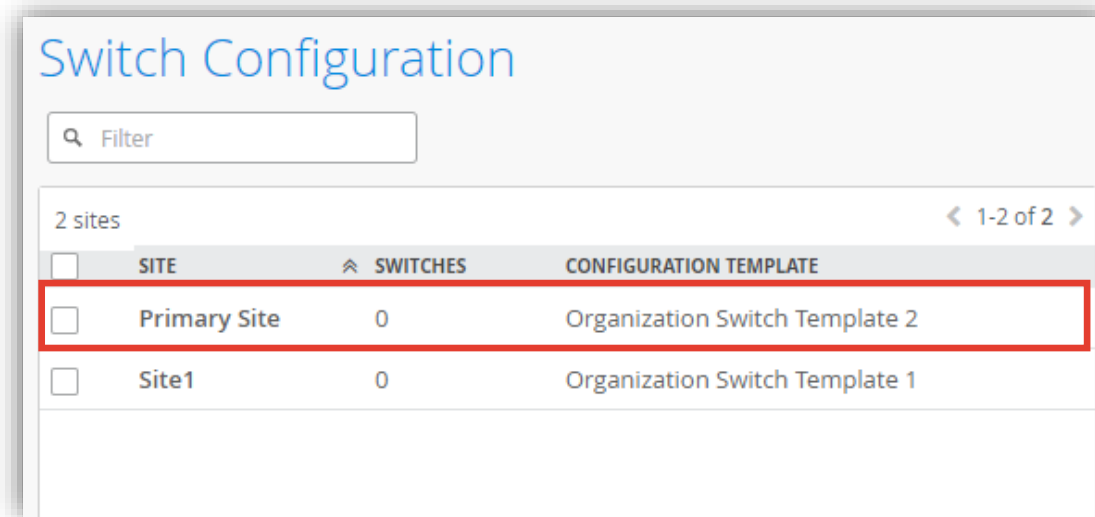 Switch Configuration
Filter
2 sites 1-2 of 2
SITE SWITCHES CONFIGURATION TEMPLATE
Primary Site 0 Organization Switch Template 2
Site1 0 Organization Switch Template 1